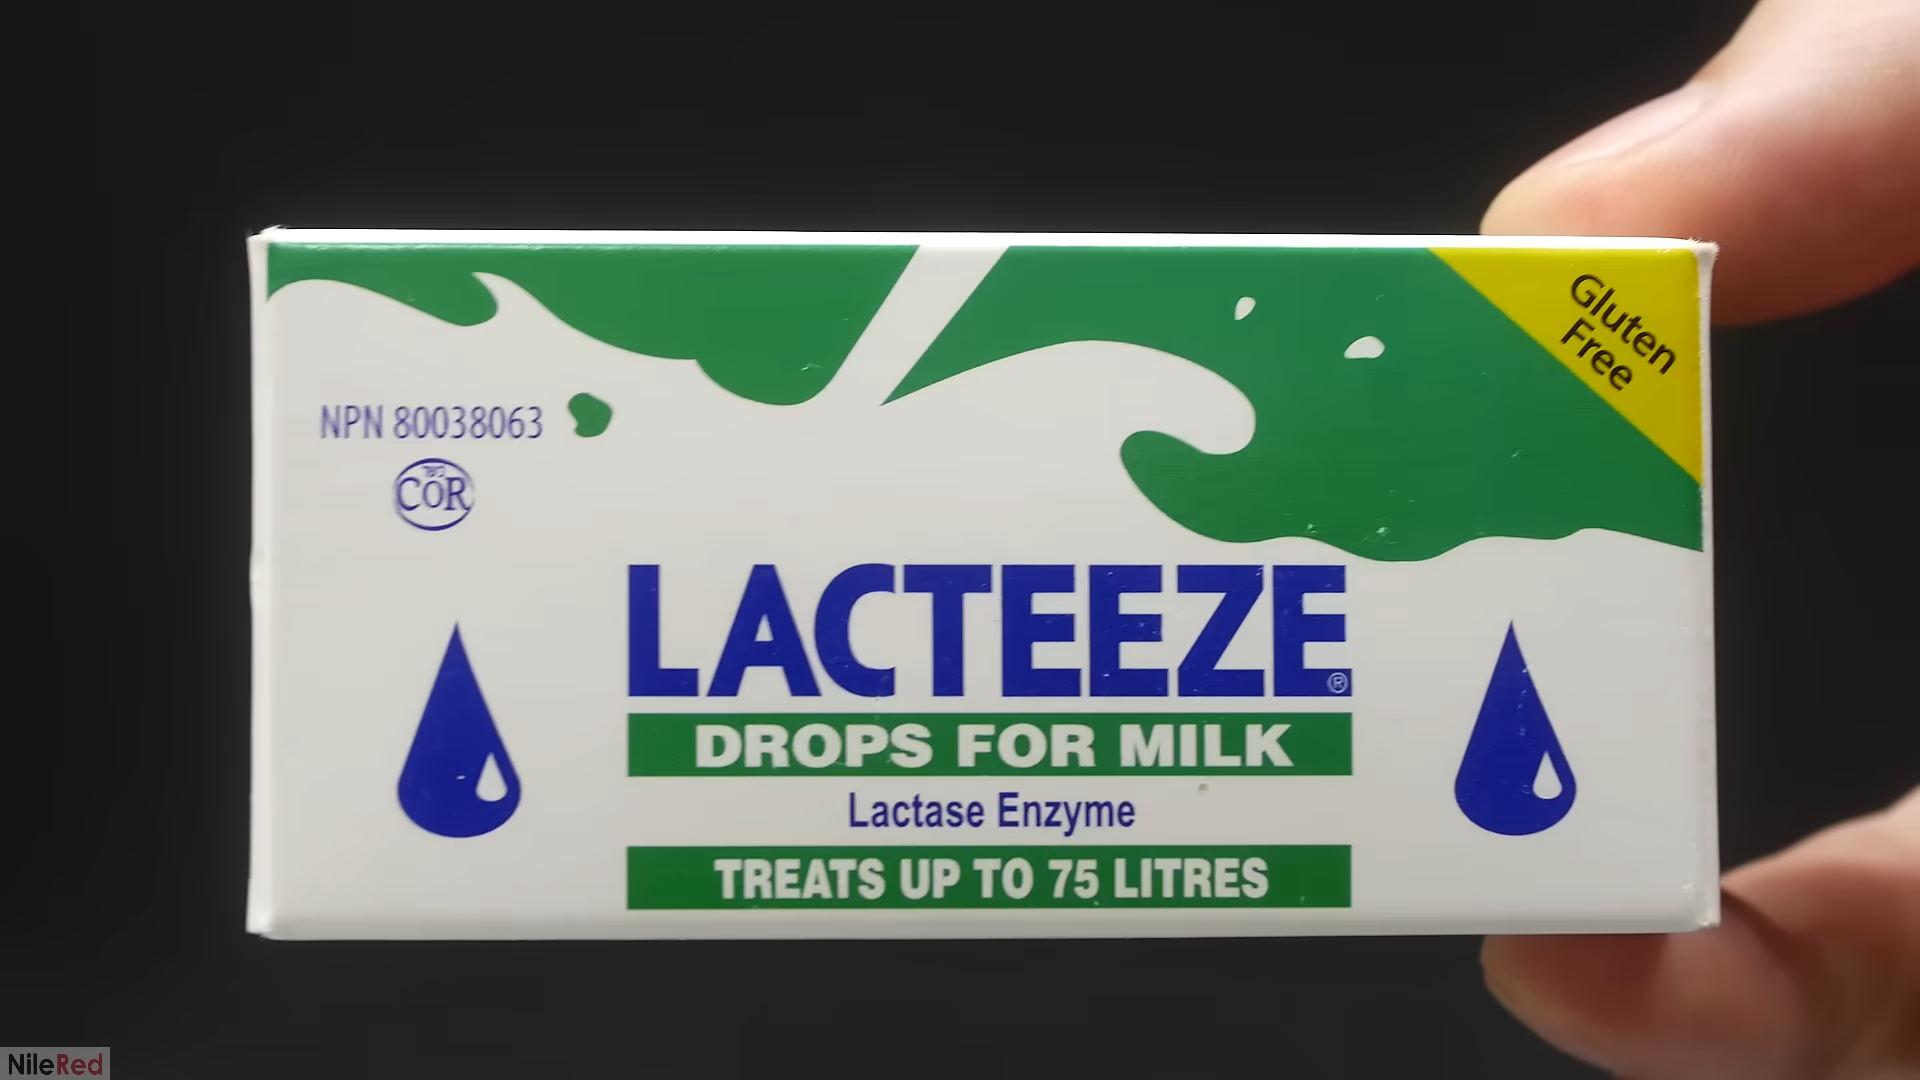 Gluten
Free
NPN 80038063
COR
LACTEEZE®
DROPS FOR MILK
Lactase Enzyme
TREATS UP TO 75 LITRES
NileRed